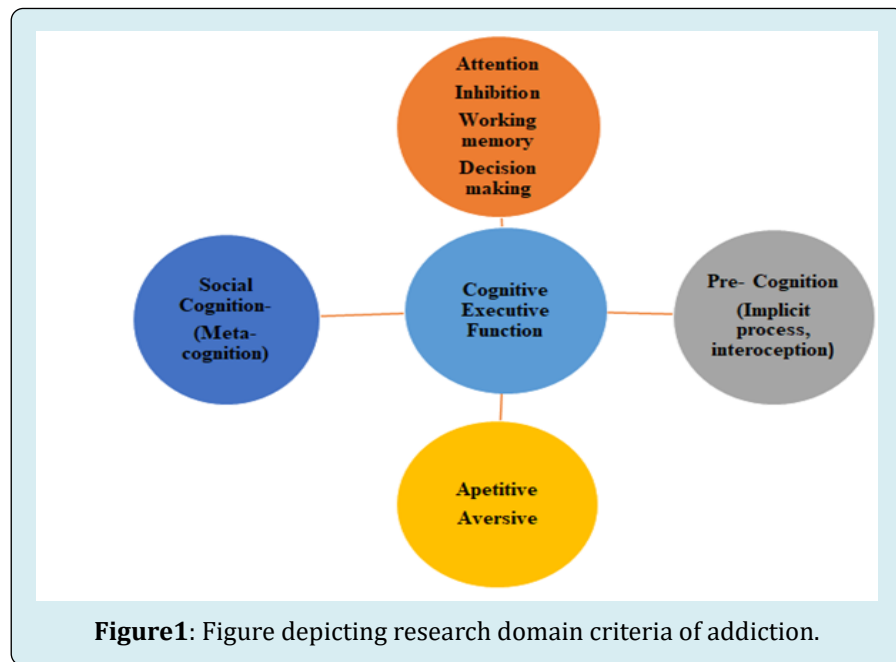 Attention
Inhibition
Working
memory
Decision
making
Social
Cognition-
(Meta-
cognition)
Cognitive
Executive
Function
Pre- Cognition
(Implicit
process,
interoception)
Apetitive
Aversive
Figure1: Figure depicting research domain criteria of addiction.